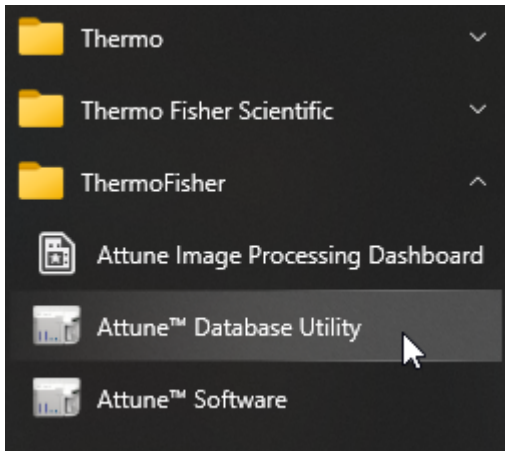 Thermo
Thermo Fisher Scientific
ThermoFisher
Attune Image Processing Dashboard
Attune™ Database Utility
Attune™ Software